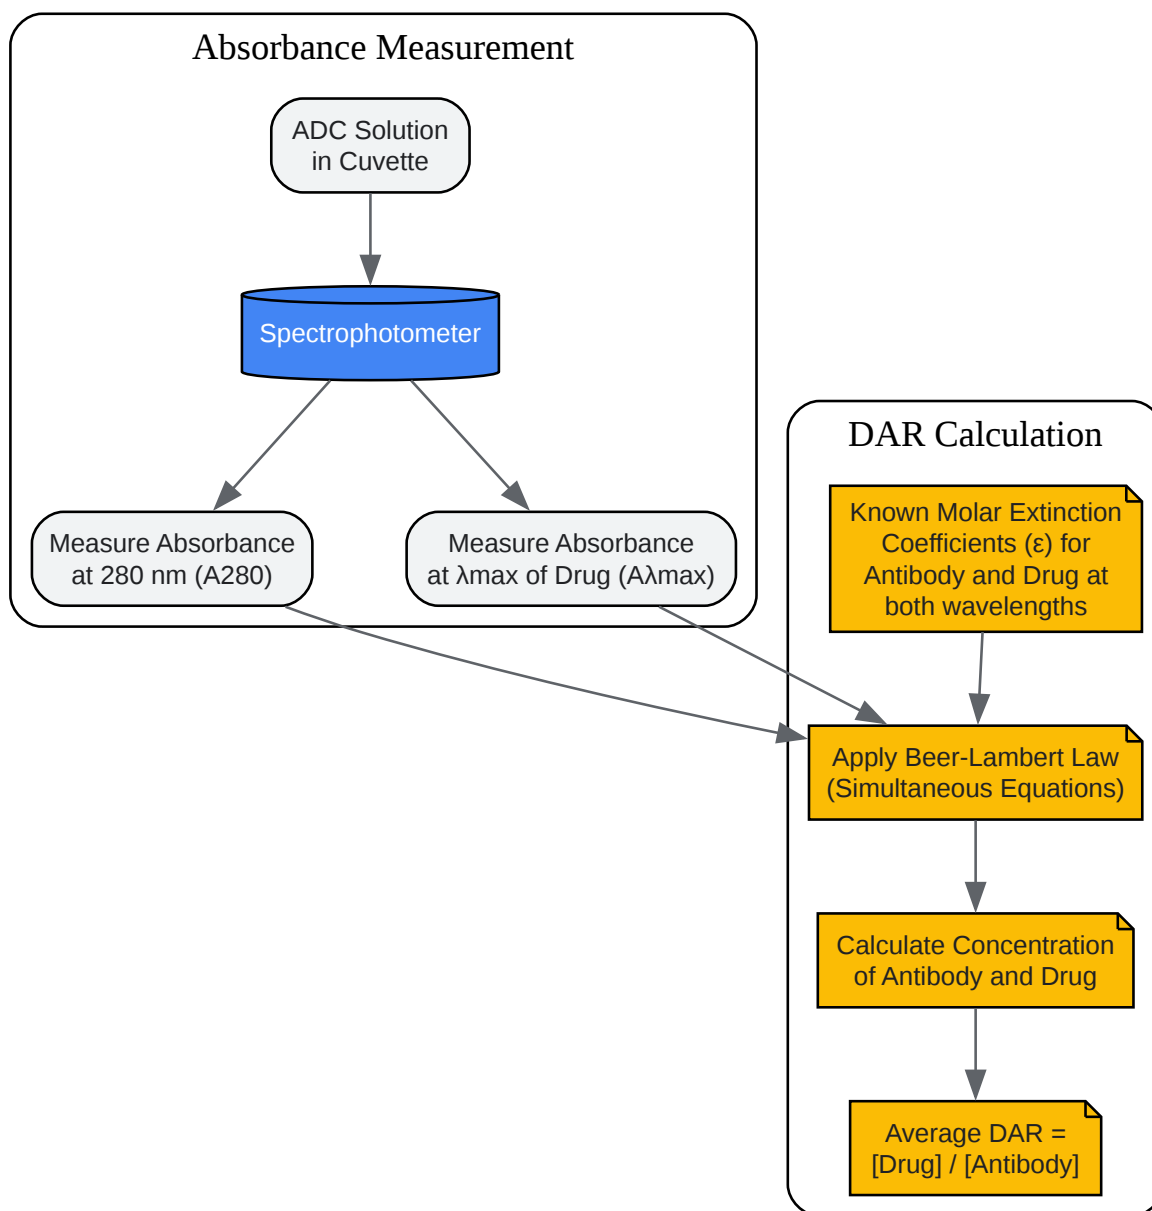 Absorbance Measurement
ADC Solution
in Cuvette
Spectrophotometer
Measure Absorbance
at 280 nm (A280)
Measure Absorbance
at λmax of Drug (Aλmax)
DAR Calculation
Known Molar Extinction
Coefficients (ε) for
Antibody and Drug at
both wavelengths
Apply Beer-Lambert Law
(Simultaneous Equations)
Calculate Concentration
of Antibody and Drug
Average DAR =
[Drug] / [Antibody]